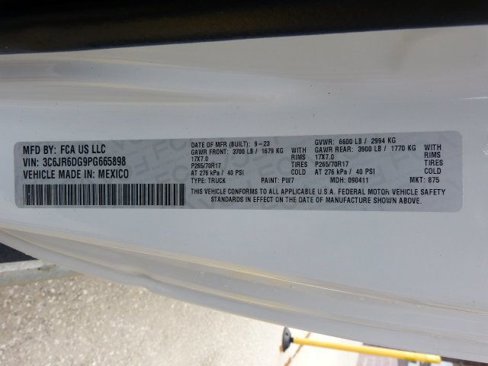 MFD BY: FCA US LLC
VIN: 3C6JR6DG9PG665898
VEHICLE MADE IN: MEXICO
DATE OF MFR (BUILT): 9-23
GAWR FRONT: 3700 LB / 1679 KG WITH
17X7.0 RIMS
P265/70R17 TIRES
AT 276 kPa / 40 PSI COLD
TYPE: TRUCK PAINT: PW7
GVWR: 6600 LB / 2994 KG
GAWR REAR: 3900 LB / 1770 KG WITH
17X7.0 RIMS
P265/70R17 TIRES
AT 276 kPa / 40 PSI COLD
MDH: 090411 MKT: 875
THIS VEHICLE CONFORMS TO ALL APPLICABLE U.S.A. FEDERAL MOTOR VEHICLE SAFETY
STANDARDS IN EFFECT ON THE DATE OF MANUFACTURE SHOWN ABOVE.